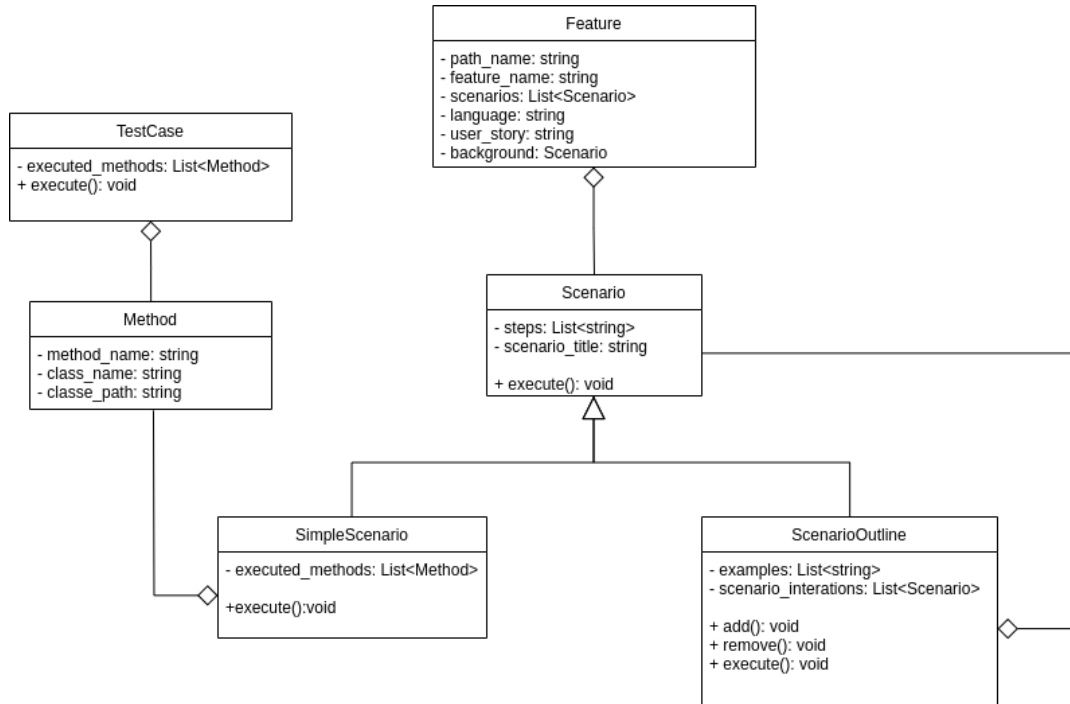 Feature
- path_name: string
- feature_name: string
- scenarios: List<Scenario>
- language: string
- user_story: string
- background: Scenario
TestCase
- executed_methods: List<Method>
+ execute(): void
Method
- method_name: string
- class_name: string
- classe_path: string
Scenario
- steps: List<string>
- scenario_title: string
+ execute(): void
SimpleScenario
- executed_methods: List<Method>
+execute():void
ScenarioOutline
- examples: List<string>
- scenario_interations: List<Scenario>
+ add(): void
+ remove(): void
+ execute(): void